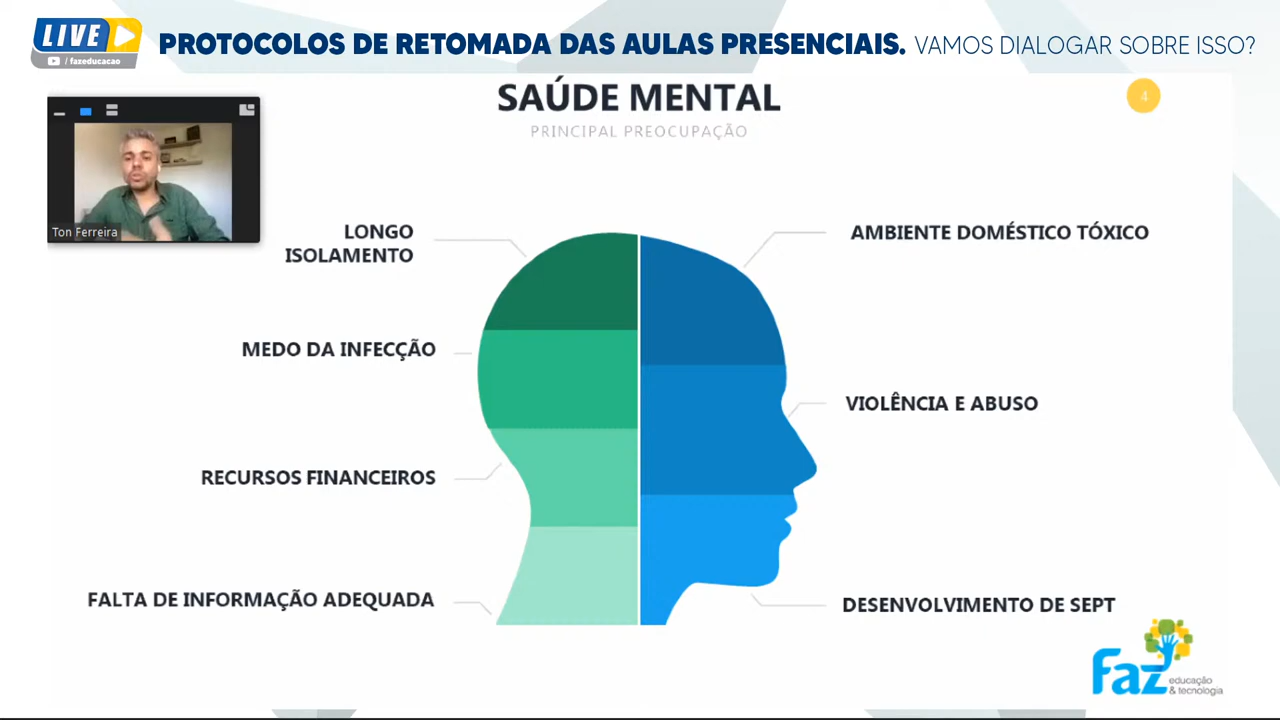 LIVE
/ fazeducacao
PROTOCOLOS DE RETOMADA DAS AULAS PRESENCIAIS. VAMOS DIALOGAR SOBRE ISSO?
SAÚDE MENTAL
PRINCIPAL PREOCUPAÇÃO
4
Ton Ferreira
LONGO
ISOLAMENTO
MEDO DA INFECÇÃO
RECURSOS FINANCEIROS
FALTA DE INFORMAÇÃO ADEQUADA
AMBIENTE DOMÉSTICO TÓXICO
VIOLÊNCIA E ABUSO
DESENVOLVIMENTO DE SEPT
Faz
educação
& tecnologia